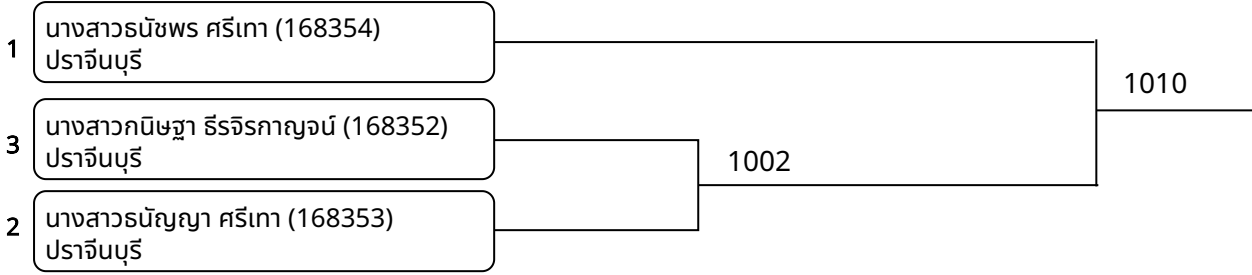 1
นางสาวธนัชพร ศรีเทา (168354)
ปราจีนบุรี
1010
3
นางสาวกนิษฐา ธีรจิรกาญจน์ (168352)
ปราจีนบุรี
1002
2
นางสาวธนัญญา ศรีเทา (168353)
ปราจีนบุรี